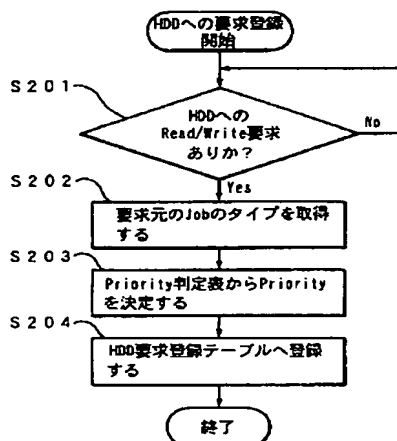 HDDへの要求登録
開始
S201
HDDへの
Read/Write要求
ありか?
No
Yes
S202
要求元のJobのタイプを取得
する
S203
Priority判定表からPriority
を決定する
S204
HDD要求登録テーブルへ登録
する
終了